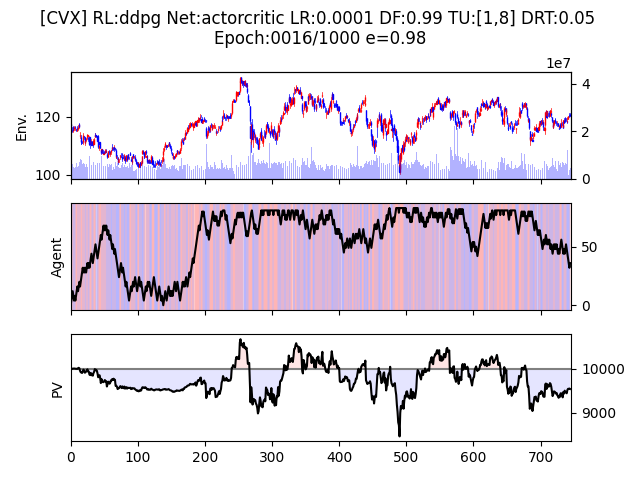 [CVX] RL:ddpg Net:actorcritic LR:0.0001 DF:0.99 TU:[1,8] DRT:0.05
Epoch:0016/1000 e=0.98
1e7
Env.
120
100
4
2
0
Agent
50
0
PV
10000
9000
0 100 200 300 400 500 600 700